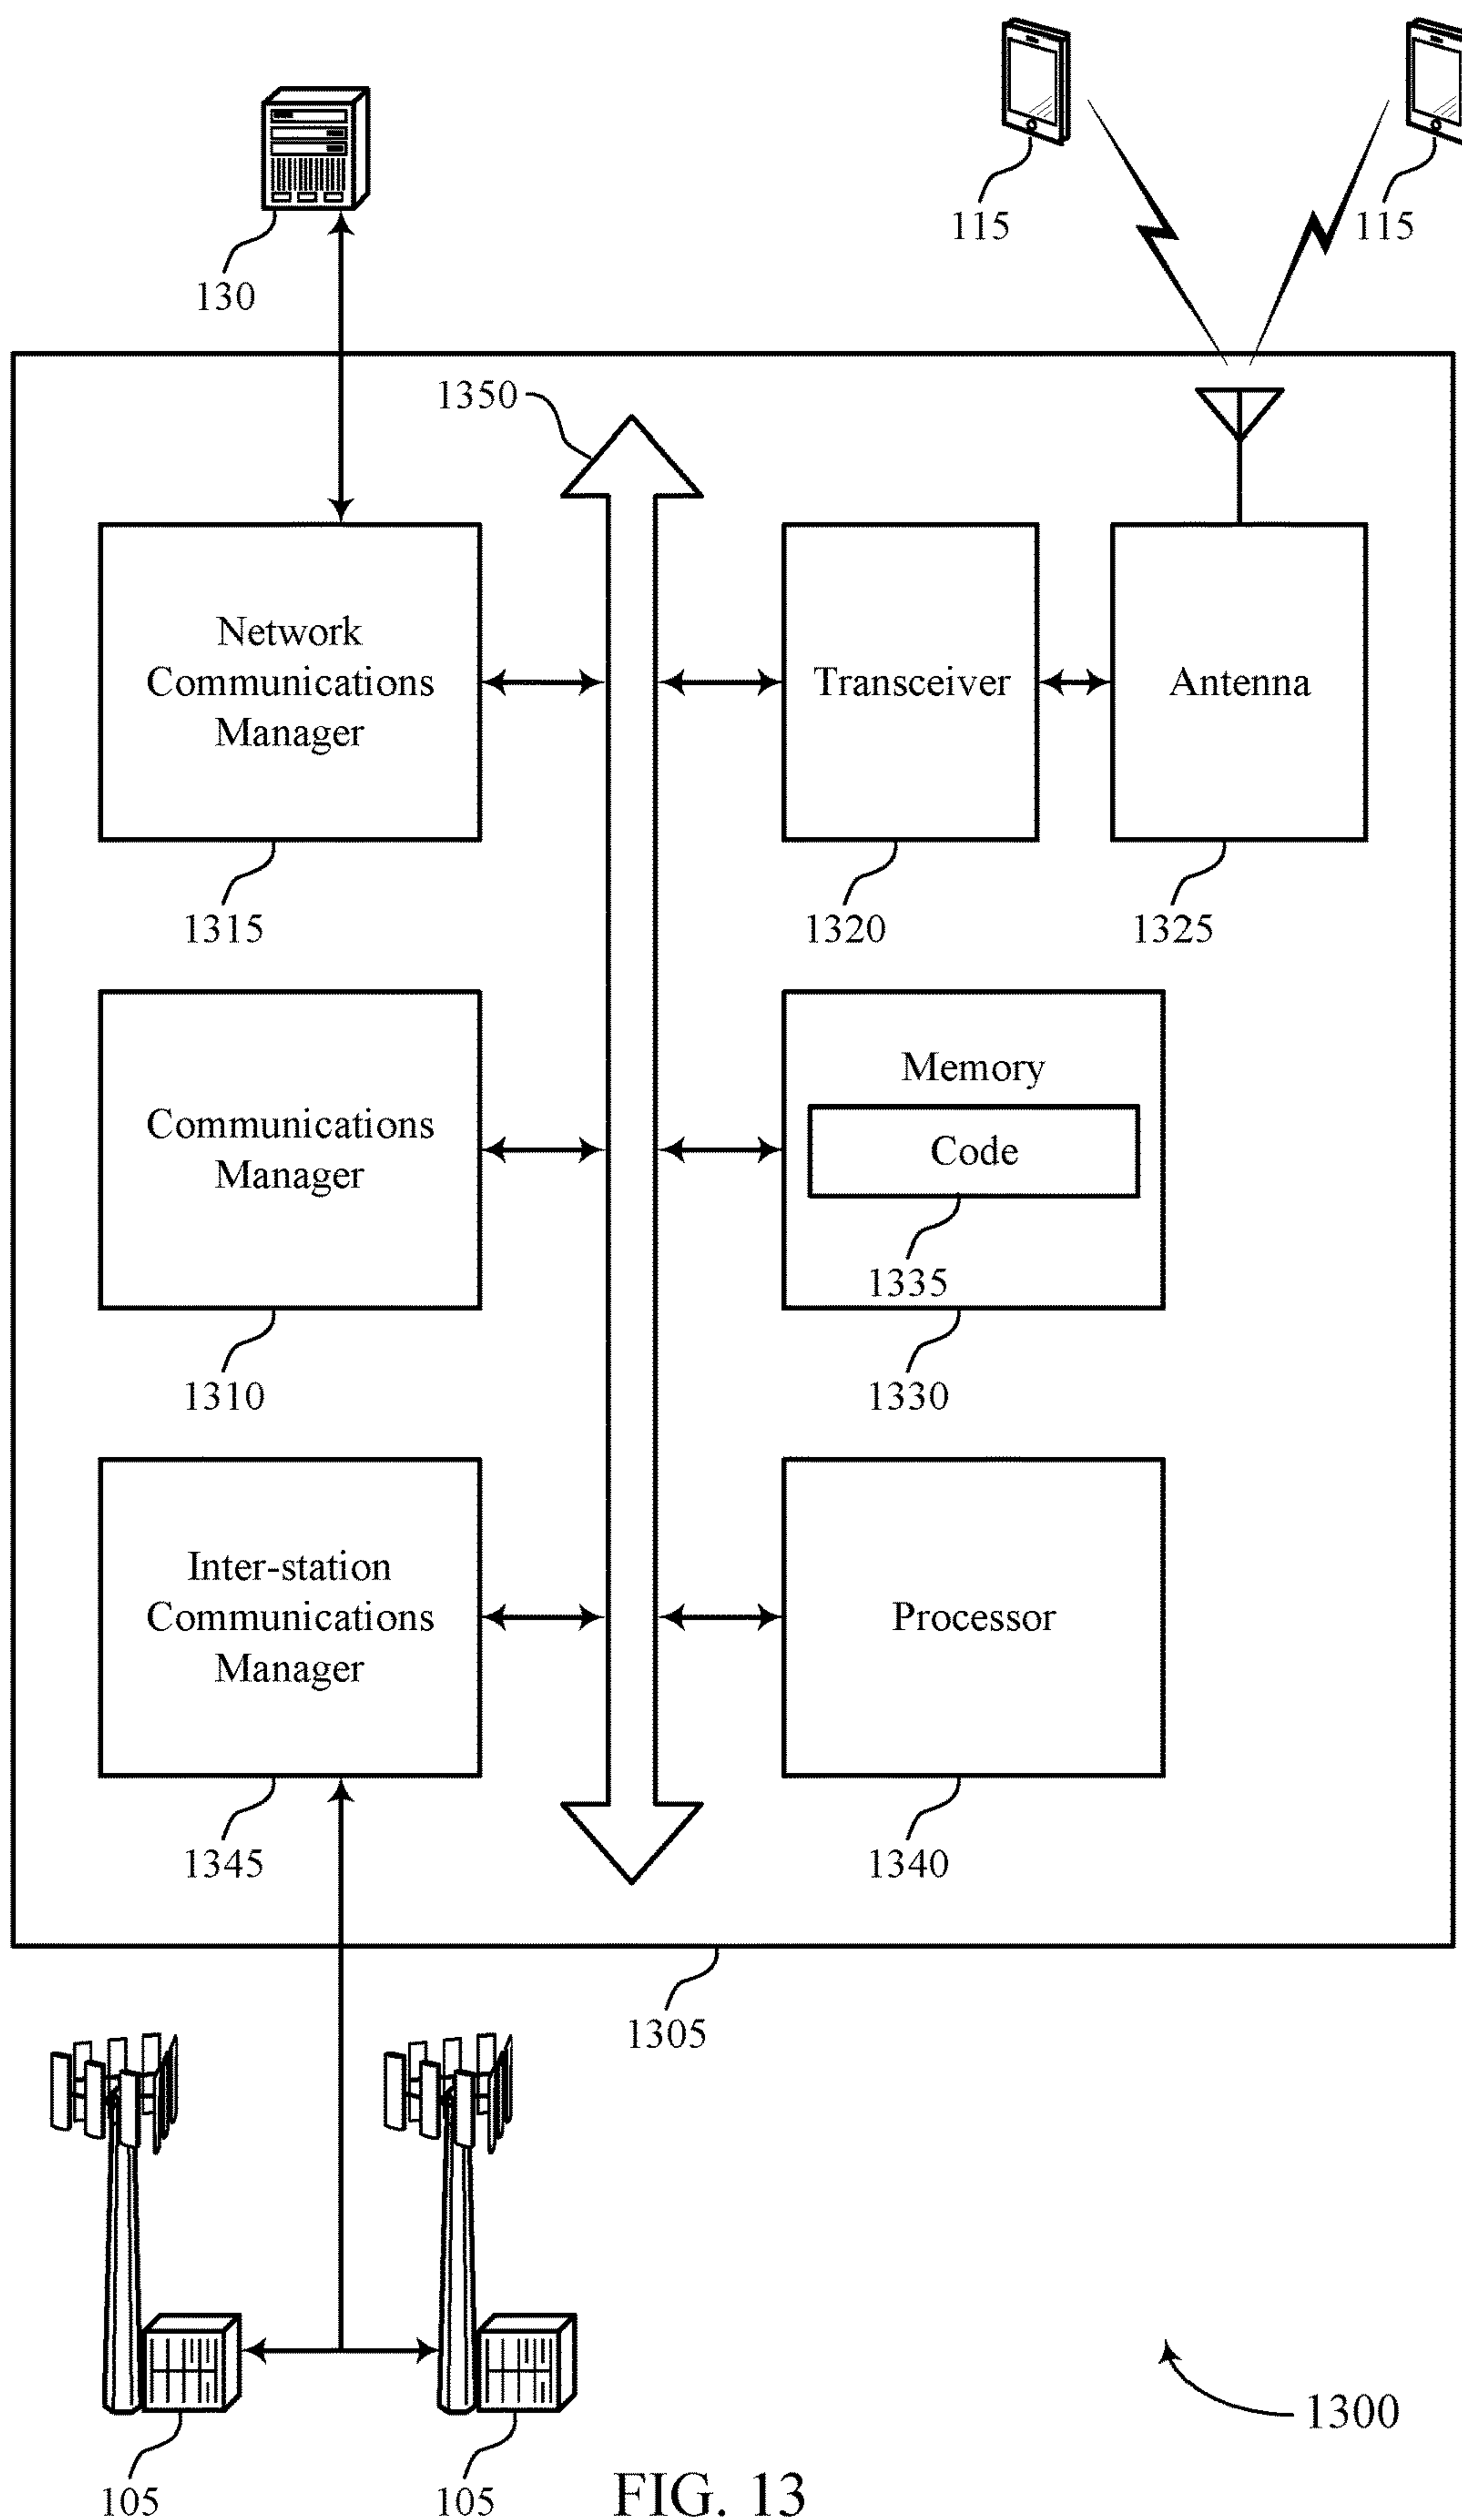 115
115
130
1350
Network
Communications
Manager
Transceiver
Antenna
1315
1320
1325
Communications
Manager
Memory
Code
1335
1310
1330
Inter-station
Communications
Manager
Processor
1345
1340
1305
1300
105
105
FIG. 13